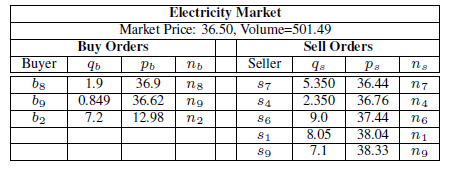 Electricity Market
Market Price: 36.50, Volume=501.49
Buy Orders Sell Orders
Buyer q_b p_b n_b Seller q_s p_s n_s
b_8 1.9 36.9 n_8 s_7 5.350 36.44 n_7
b_9 0.849 36.62 n_9 s_4 2.350 36.76 n_4
b_2 7.2 12.98 n_2 s_6 9.0 37.44 n_6
s_1 8.05 38.04 n_1
s_9 7.1 38.33 n_9